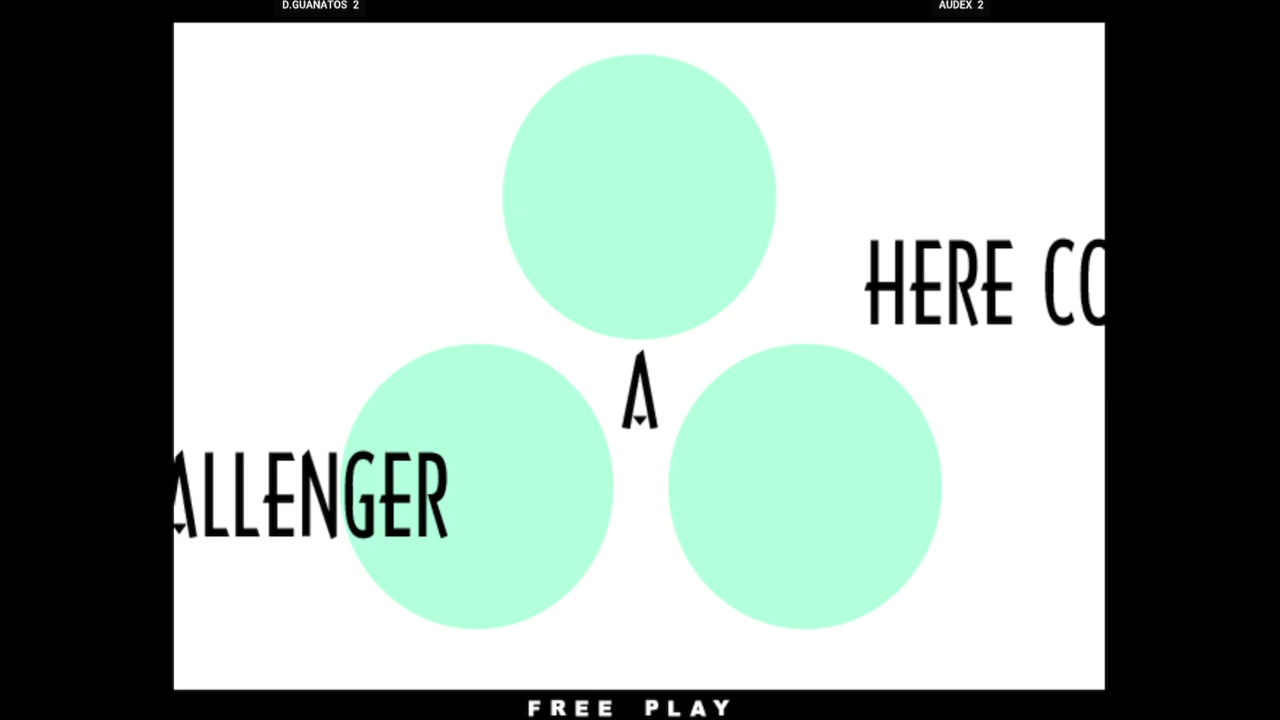 D.GUANATOS 2
AUDEX 2
HERE CO
A
ALLENGER
FREE PLAY